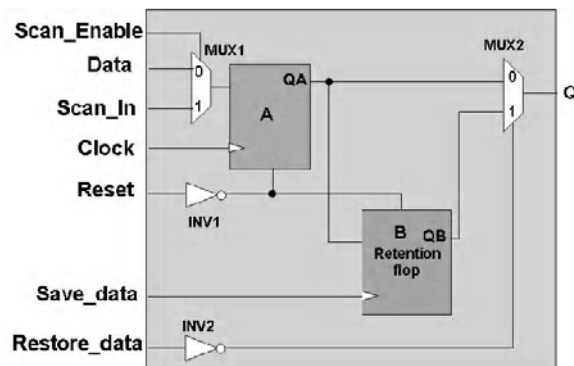 Scan_Enable
MUX1
MUX2
Data
0
QA
0
Scan_In
1
A
1
Q
Clock
Reset
INV1
B
QB
Retention
flop
Save_data
INV2
Restore_data